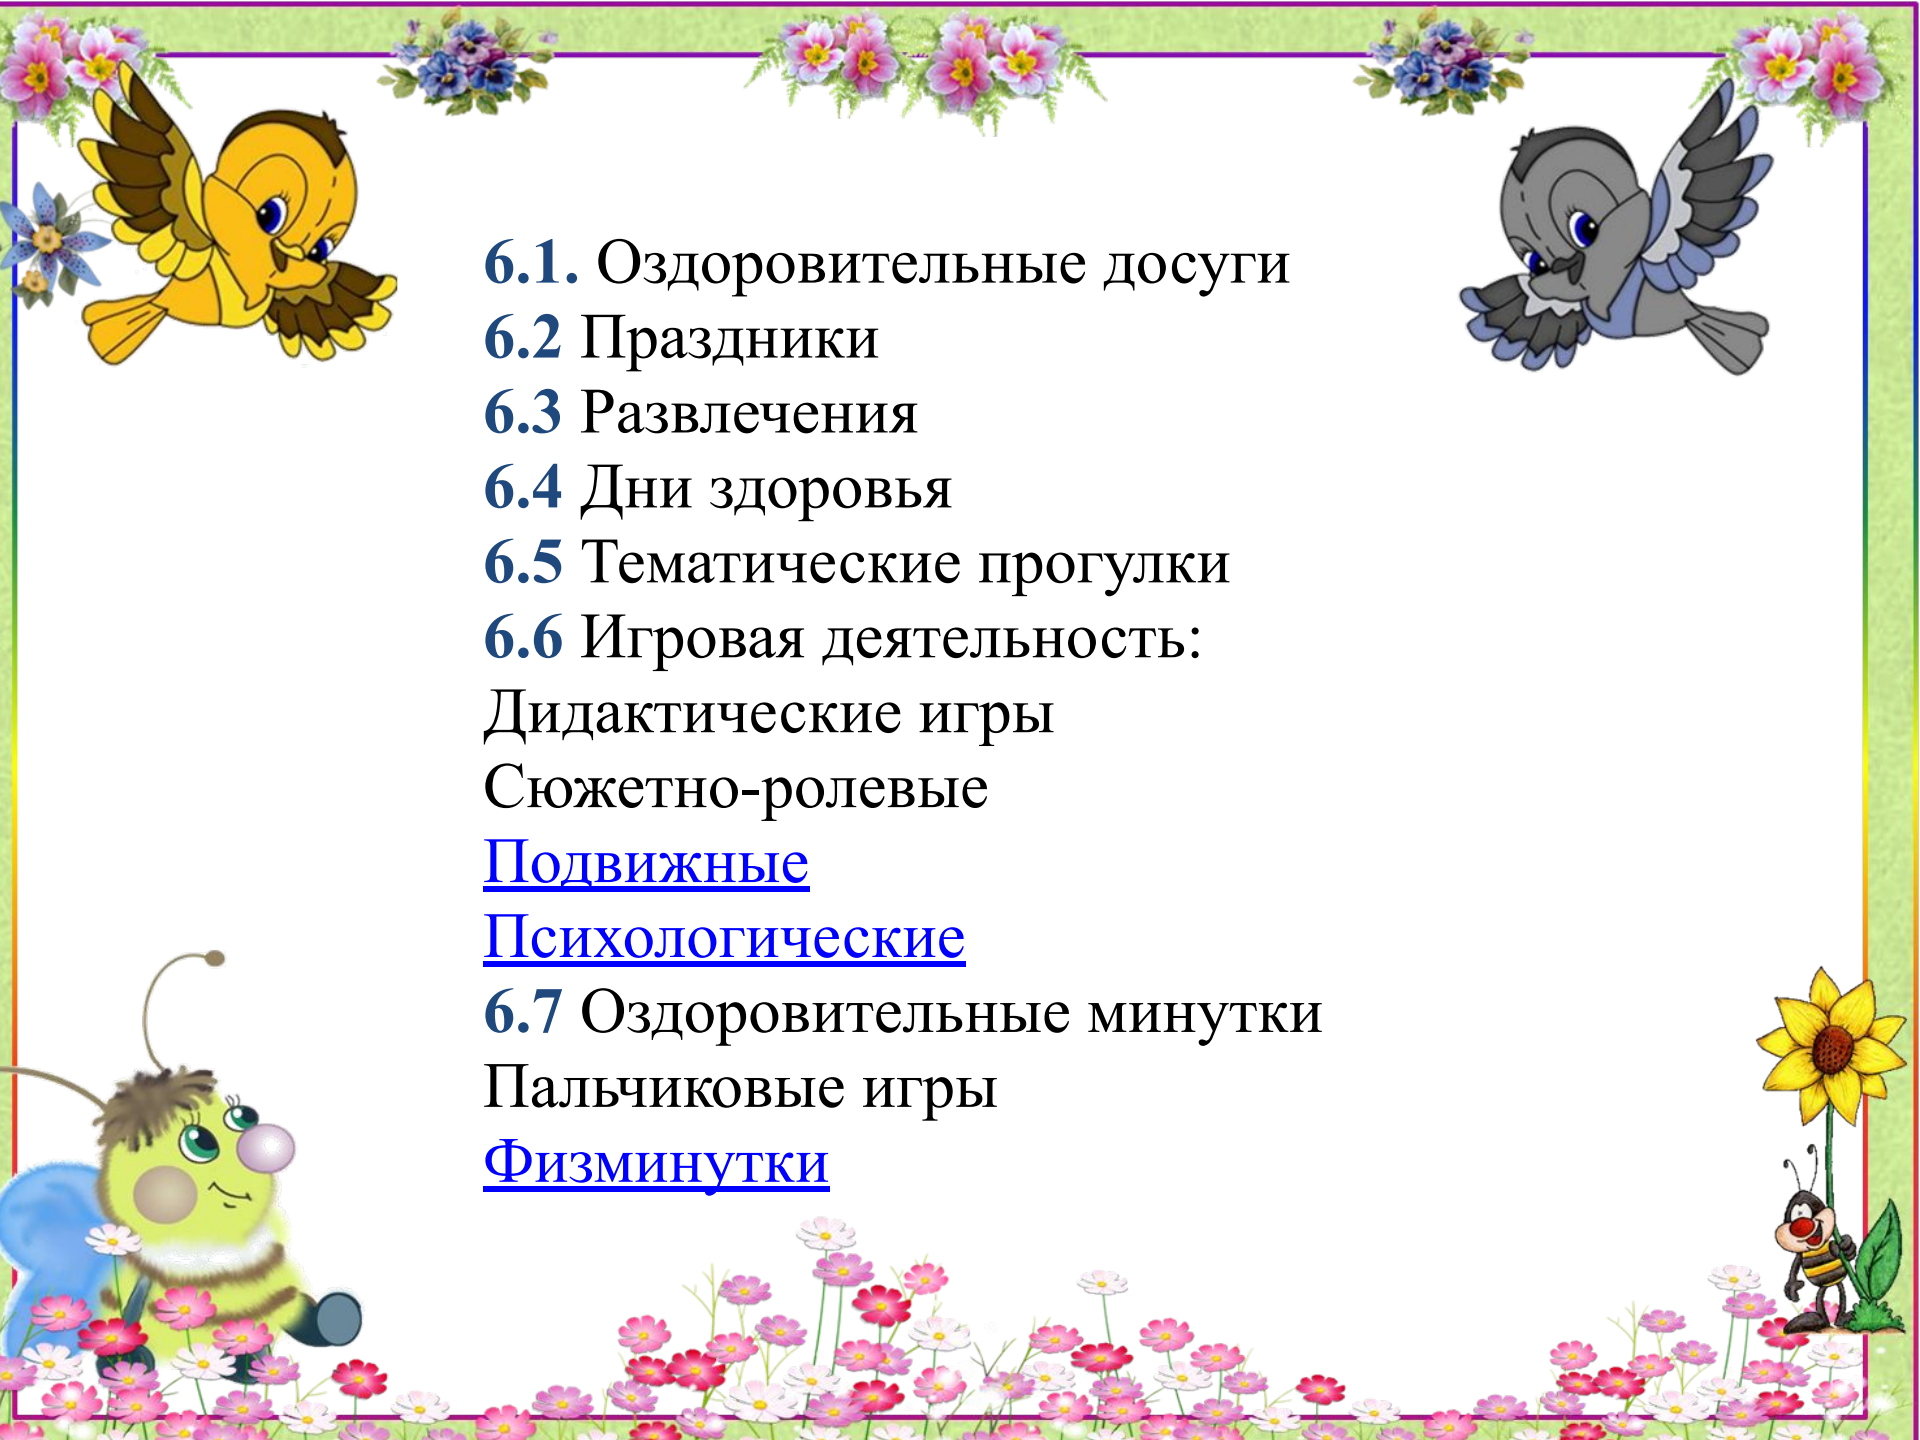 6.1. Оздоровительные досуги
6.2 Праздники
6.3 Развлечения
6.4 Дни здоровья
6.5 Тематические прогулки
6.6 Игровая деятельность:
Дидактические игры
Сюжетно-ролевые
Подвижные
Психологические
6.7 Оздоровительные минутки
Пальчиковые игры
Физминутки